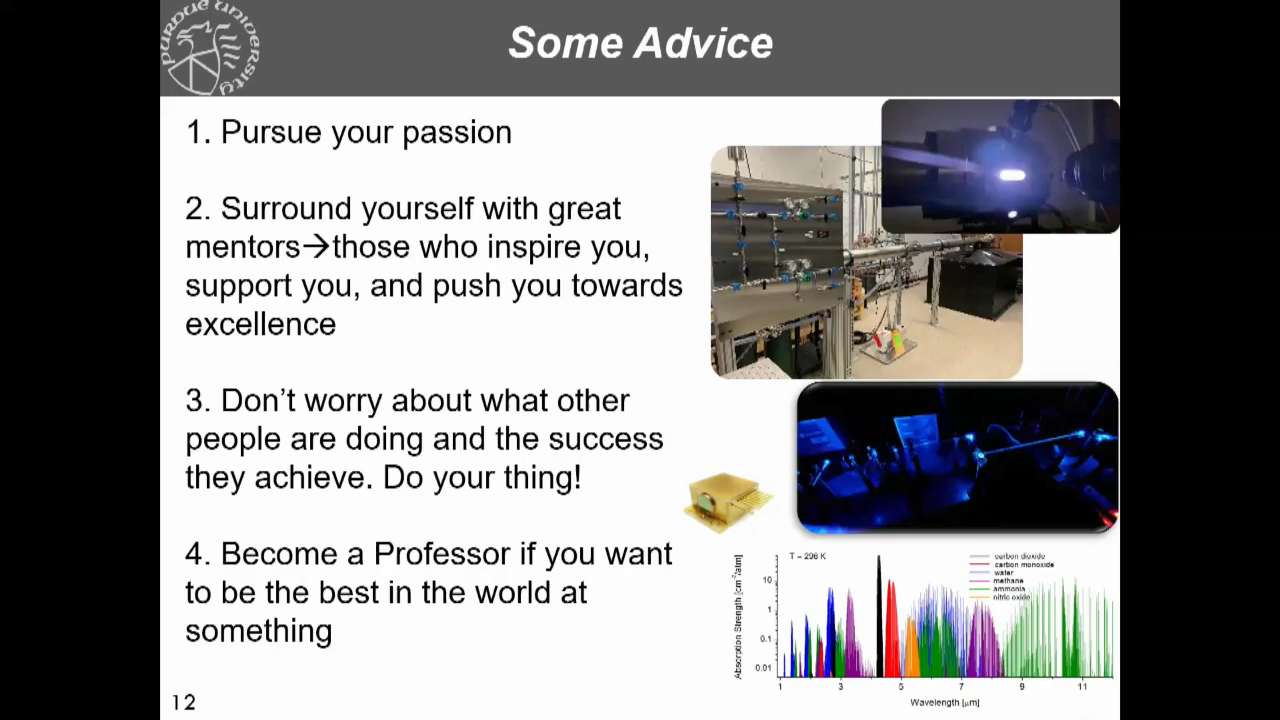 PURDUE UNIVERSITY
Some Advice
1. Pursue your passion
2. Surround yourself with great
mentors→those who inspire you,
support you, and push you towards
excellence
3. Don’t worry about what other
people are doing and the success
they achieve. Do your thing!
4. Become a Professor if you want
to be the best in the world at
something
12
T = 296 K
carbon dioxide
carbon monoxide
water
methane
ammonia
nitric oxide
Absorption Strength [cm⁻²/atm]
10
1
0.1
0.01
1 3 5 7 9 11
Wavelength [μm]